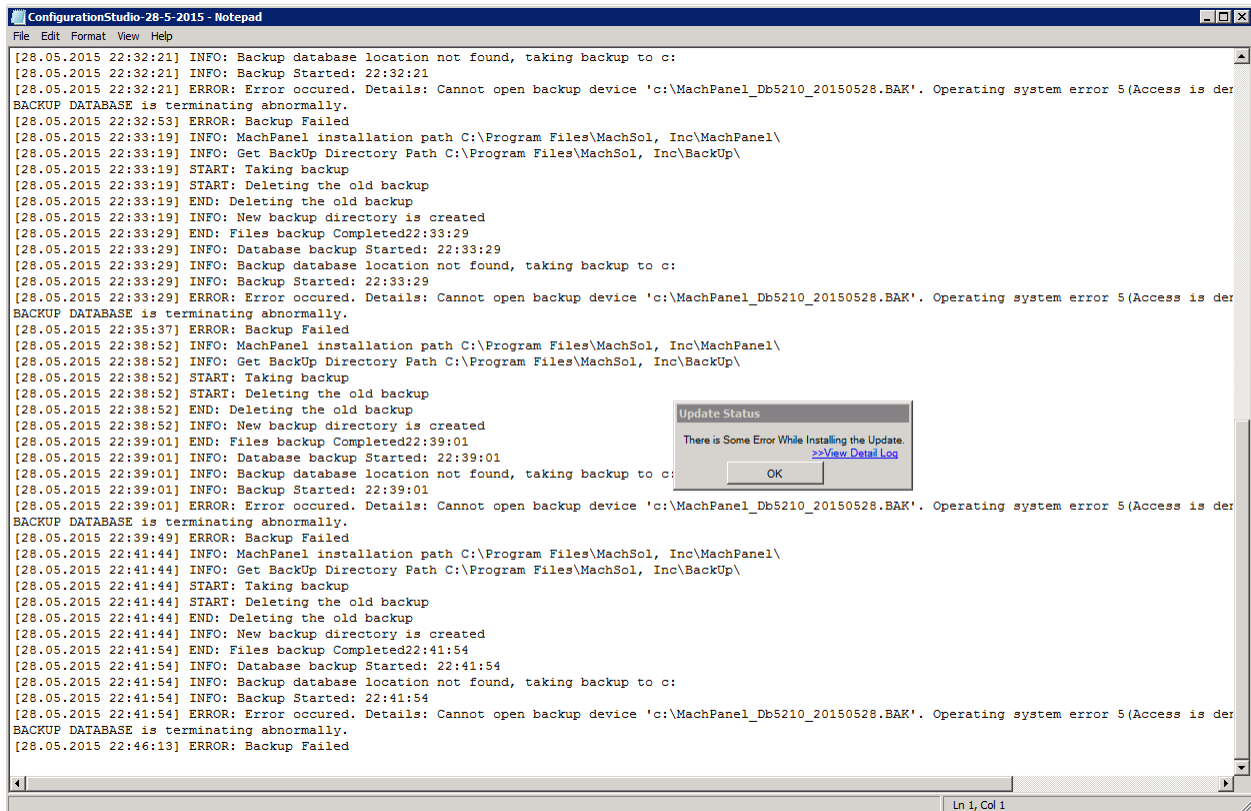 ConfigurationStudio-28-5-2015 - Notepad
File Edit Format View Help
[28.05.2015 22:32:21] INFO: Backup database location not found, taking backup to c:
[28.05.2015 22:32:21] INFO: Backup Started: 22:32:21
[28.05.2015 22:32:21] ERROR: Error occured. Details: Cannot open backup device 'c:\MachPanel_Db5210_20150528.BAK'. Operating system error 5(Access is der
BACKUP DATABASE is terminating abnormally.
[28.05.2015 22:32:53] ERROR: Backup Failed
[28.05.2015 22:33:19] INFO: MachPanel installation path C:\Program Files\MachSol, Inc\MachPanel\
[28.05.2015 22:33:19] INFO: Get BackUp Directory Path C:\Program Files\MachSol, Inc\BackUp\
[28.05.2015 22:33:19] START: Taking backup
[28.05.2015 22:33:19] START: Deleting the old backup
[28.05.2015 22:33:19] END: Deleting the old backup
[28.05.2015 22:33:19] INFO: New backup directory is created
[28.05.2015 22:33:29] END: Files backup Completed22:33:29
[28.05.2015 22:33:29] INFO: Database backup Started: 22:33:29
[28.05.2015 22:33:29] INFO: Backup database location not found, taking backup to c:
[28.05.2015 22:33:29] INFO: Backup Started: 22:33:29
[28.05.2015 22:33:29] ERROR: Error occured. Details: Cannot open backup device 'c:\MachPanel_Db5210_20150528.BAK'. Operating system error 5(Access is der
BACKUP DATABASE is terminating abnormally.
[28.05.2015 22:35:37] ERROR: Backup Failed
[28.05.2015 22:38:52] INFO: MachPanel installation path C:\Program Files\MachSol, Inc\MachPanel\
[28.05.2015 22:38:52] INFO: Get BackUp Directory Path C:\Program Files\MachSol, Inc\BackUp\
[28.05.2015 22:38:52] START: Taking backup
[28.05.2015 22:38:52] START: Deleting the old backup
[28.05.2015 22:38:52] END: Deleting the old backup
[28.05.2015 22:38:52] INFO: New backup directory is created
[28.05.2015 22:39:01] END: Files backup Completed22:39:01
[28.05.2015 22:39:01] INFO: Database backup Started: 22:39:01
[28.05.2015 22:39:01] INFO: Backup database location not found, taking backup to c:
[28.05.2015 22:39:01] INFO: Backup Started: 22:39:01
[28.05.2015 22:39:01] ERROR: Error occured. Details: Cannot open backup device 'c:\MachPanel_Db5210_20150528.BAK'. Operating system error 5(Access is der
BACKUP DATABASE is terminating abnormally.
[28.05.2015 22:39:49] ERROR: Backup Failed
[28.05.2015 22:41:44] INFO: MachPanel installation path C:\Program Files\MachSol, Inc\MachPanel\
[28.05.2015 22:41:44] INFO: Get BackUp Directory Path C:\Program Files\MachSol, Inc\BackUp\
[28.05.2015 22:41:44] START: Taking backup
[28.05.2015 22:41:44] START: Deleting the old backup
[28.05.2015 22:41:44] END: Deleting the old backup
[28.05.2015 22:41:44] INFO: New backup directory is created
[28.05.2015 22:41:54] END: Files backup Completed22:41:54
[28.05.2015 22:41:54] INFO: Database backup Started: 22:41:54
[28.05.2015 22:41:54] INFO: Backup database location not found, taking backup to c:
[28.05.2015 22:41:54] INFO: Backup Started: 22:41:54
[28.05.2015 22:41:54] ERROR: Error occured. Details: Cannot open backup device 'c:\MachPanel_Db5210_20150528.BAK'. Operating system error 5(Access is der
BACKUP DATABASE is terminating abnormally.
[28.05.2015 22:46:13] ERROR: Backup Failed
Update Status
There is Some Error While Installing the Update.
>>View Detail Log
OK
Ln 1, Col 1